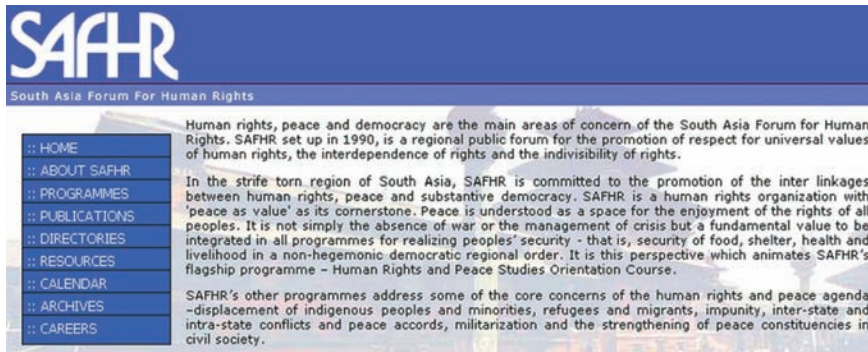 SAFHR
South Asia Forum For Human Rights
:: HOME
:: ABOUT SAFHR
:: PROGRAMMES
:: PUBLICATIONS
:: DIRECTORIES
:: RESOURCES
:: CALENDAR
:: ARCHIVES
:: CAREERS
Human rights, peace and democracy are the main areas of concern of the South Asia Forum for Human
Rights. SAFHR set up in 1990, is a regional public forum for the promotion of respect for universal values
of human rights, the interdependence of rights and the indivisibility of rights.
In the strife torn region of South Asia, SAFHR is committed to the promotion of the inter linkages
between human rights, peace and substantive democracy. SAFHR is a human rights organization with
'peace as value' as its cornerstone. Peace is understood as a space for the enjoyment of the rights of all
peoples. It is not simply the absence of war or the management of crisis but a fundamental value to be
integrated in all programmes for realizing peoples' security - that is, security of food, shelter, health and
livelihood in a non-hegemonic democratic regional order. It is this perspective which animates SAFHR's
flagship programme – Human Rights and Peace Studies Orientation Course.
SAFHR's other programmes address some of the core concerns of the human rights and peace agenda
–displacement of indigenous peoples and minorities, refugees and migrants, impunity, inter-state and
intra-state conflicts and peace accords, militarization and the strengthening of peace constituencies in
civil society.